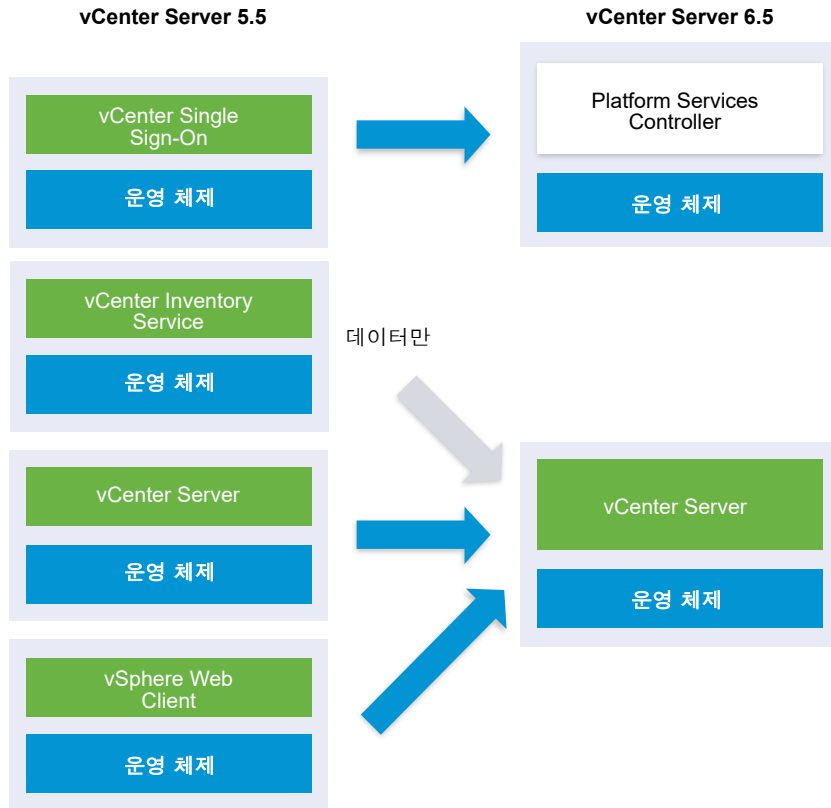 vCenter Server 5.5
vCenter Server 6.5
vCenter Single
Sign-On
운영 체제
Platform Services
Controller
운영 체제
vCenter Inventory
Service
운영 체제
데이터만
vCenter Server
운영 체제
vCenter Server
운영 체제
vSphere Web
Client
운영 체제